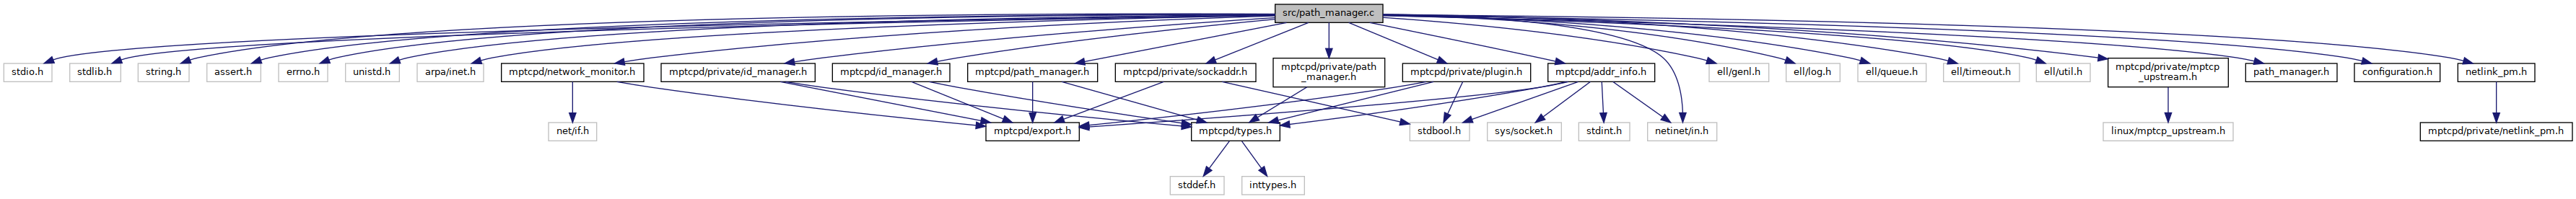 src/path_manager.c
stdio.h
stdlib.h
string.h
assert.h
errno.h
unistd.h
arpa/inet.h
mptcpd/network_monitor.h
mptcpd/private/id_manager.h
mptcpd/id_manager.h
mptcpd/path_manager.h
mptcpd/private/sockaddr.h
mptcpd/private/path
_manager.h
mptcpd/private/plugin.h
mptcpd/addr_info.h
ell/genl.h
ell/log.h
ell/queue.h
ell/timeout.h
ell/util.h
mptcpd/private/mptcp
_upstream.h
path_manager.h
configuration.h
netlink_pm.h
net/if.h
mptcpd/export.h
mptcpd/types.h
stdbool.h
sys/socket.h
stdint.h
netinet/in.h
linux/mptcp_upstream.h
mptcpd/private/netlink_pm.h
stddef.h
inttypes.h